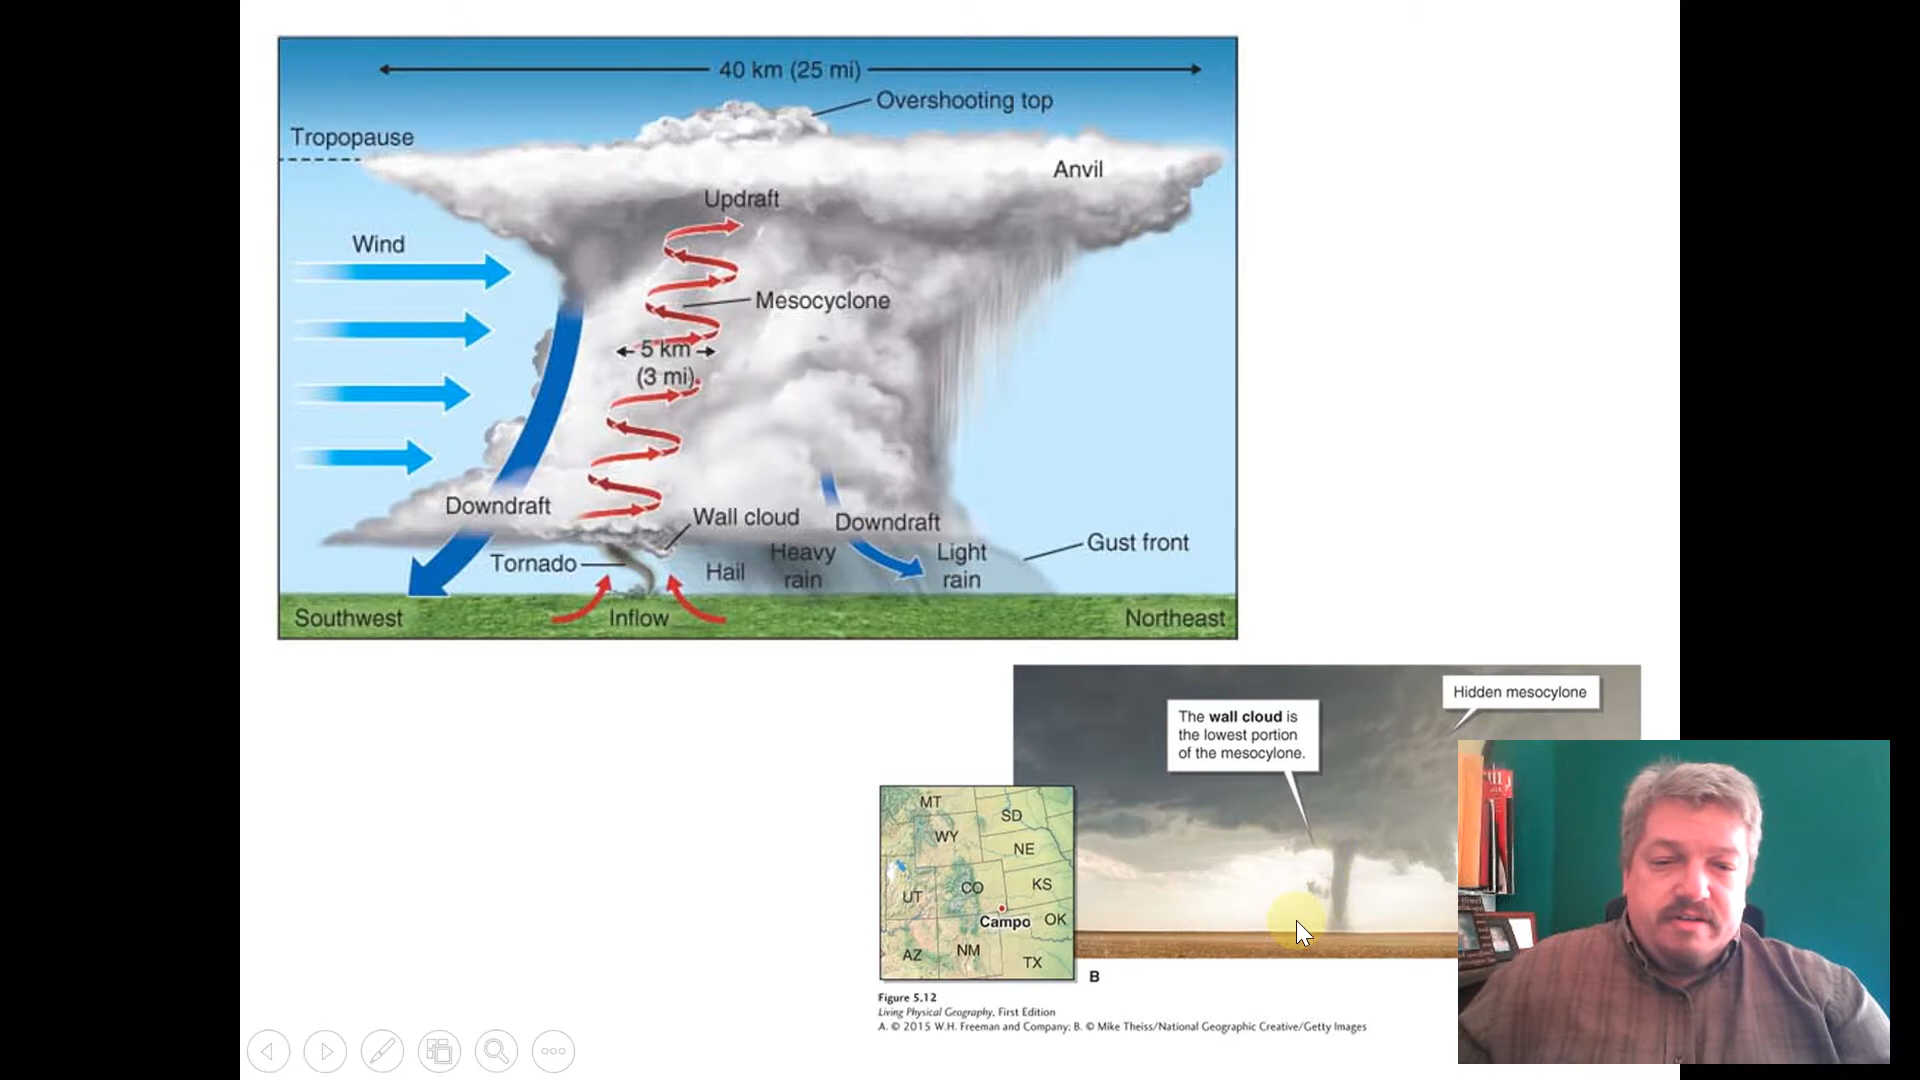 40 km (25 mi)
Overshooting top
Tropopause
Anvil
Updraft
Wind
Mesocyclone
5 km
(3 mi)
Downdraft
Wall cloud
Downdraft
Gust front
Tornado
Hail
Heavy
rain
Light
rain
Southwest
Inflow
Northeast
Hidden mesocylone
The wall cloud is
the lowest portion
of the mesocylone.
MT
SD
WY
NE
UT
CO
KS
Campo
OK
AZ
NM
TX
B
Figure 5.12
Living Physical Geography, First Edition
A. © 2015 W.H. Freeman and Company; B. © Mike Theiss/National Geographic Creative/Getty Images